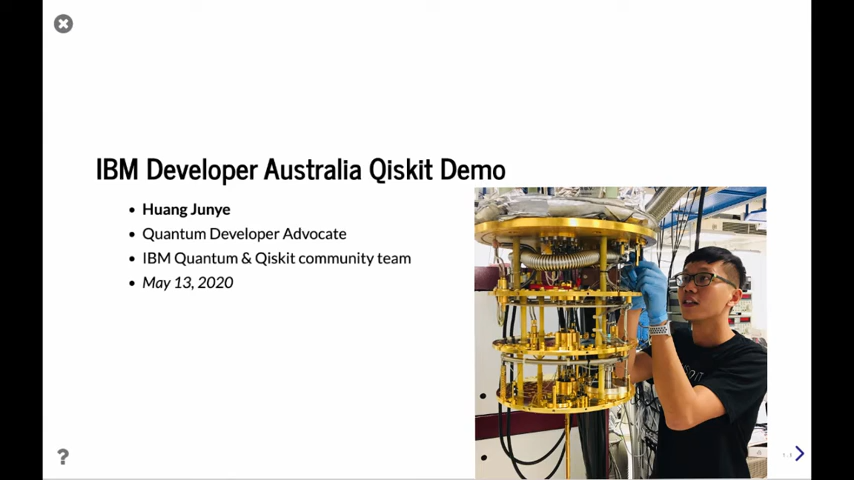 IBM Developer Australia Qiskit Demo
Huang Junye
Quantum Developer Advocate
IBM Quantum & Qiskit community team
May 13, 2020
?